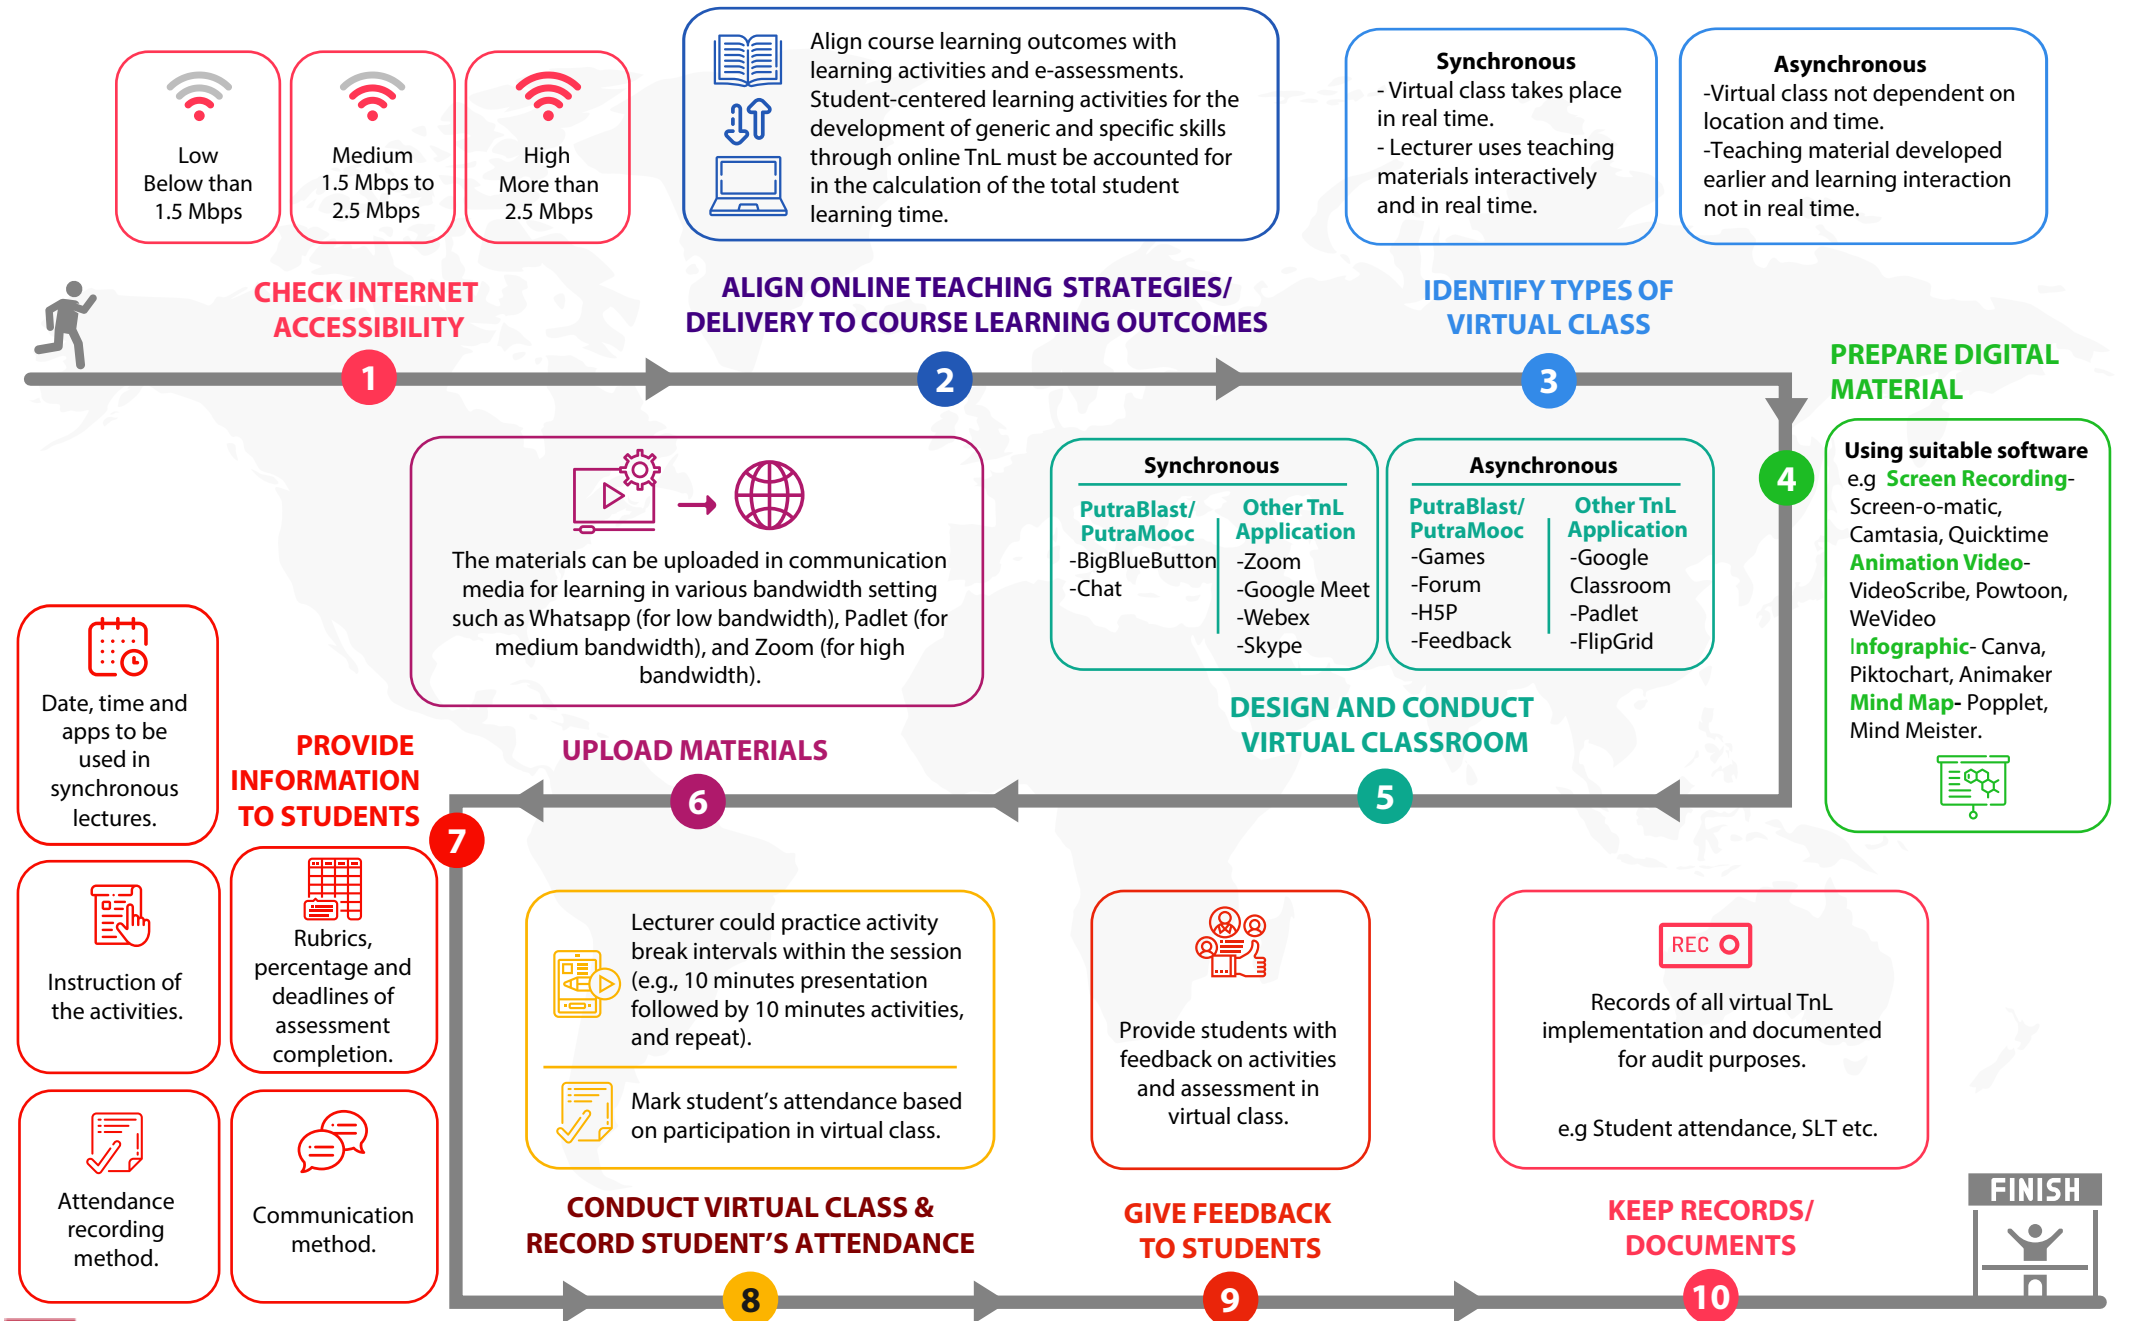 Low
Below than
1.5 Mbps
Medium
1.5 Mbps to
2.5 Mbps
High
More than
2.5 Mbps
CHECK INTERNET
ACCESSIBILITY
1
Align course learning outcomes with
learning activities and e-assessments.
Student-centered learning activities for the
development of generic and specific skills
through online TnL must be accounted for
in the calculation of the total student
learning time.
ALIGN ONLINE TEACHING STRATEGIES/
DELIVERY TO COURSE LEARNING OUTCOMES
2
Synchronous
- Virtual class takes place
in real time.
- Lecturer uses teaching
materials interactively
and in real time.
Asynchronous
-Virtual class not dependent on
location and time.
-Teaching material developed
earlier and learning interaction
not in real time.
IDENTIFY TYPES OF
VIRTUAL CLASS
3
PREPARE DIGITAL
MATERIAL
4
Using suitable software
e.g Screen Recording-
Screen-o-matic,
Camtasia, Quicktime
Animation Video-
VideoScribe, Powtoon,
WeVideo
Infographic- Canva,
Piktochart, Animaker
Mind Map- Popplet,
Mind Meister.
Synchronous
PutraBlast/
PutraMooc
-BigBlueButton
-Chat
Other TnL
Application
-Zoom
-Google Meet
-Webex
-Skype
Asynchronous
PutraBlast/
PutraMooc
-Games
-Forum
-H5P
-Feedback
Other TnL
Application
-Google
Classroom
-Padlet
-FlipGrid
DESIGN AND CONDUCT
VIRTUAL CLASSROOM
5
The materials can be uploaded in communication
media for learning in various bandwidth setting
such as Whatsapp (for low bandwidth), Padlet (for
medium bandwidth), and Zoom (for high
bandwidth).
UPLOAD MATERIALS
6
PROVIDE
INFORMATION
TO STUDENTS
7
Date, time and
apps to be
used in
synchronous
lectures.
Instruction of
the activities.
Rubrics,
percentage and
deadlines of
assessment
completion.
Attendance
recording
method.
Communication
method.
Lecturer could practice activity
break intervals within the session
(e.g., 10 minutes presentation
followed by 10 minutes activities,
and repeat).
Mark student's attendance based
on participation in virtual class.
CONDUCT VIRTUAL CLASS &
RECORD STUDENT'S ATTENDANCE
8
Provide students with
feedback on activities
and assessment in
virtual class.
GIVE FEEDBACK
TO STUDENTS
9
REC
Records of all virtual TnL
implementation and documented
for audit purposes.
e.g Student attendance, SLT etc.
KEEP RECORDS/
DOCUMENTS
10
FINISH